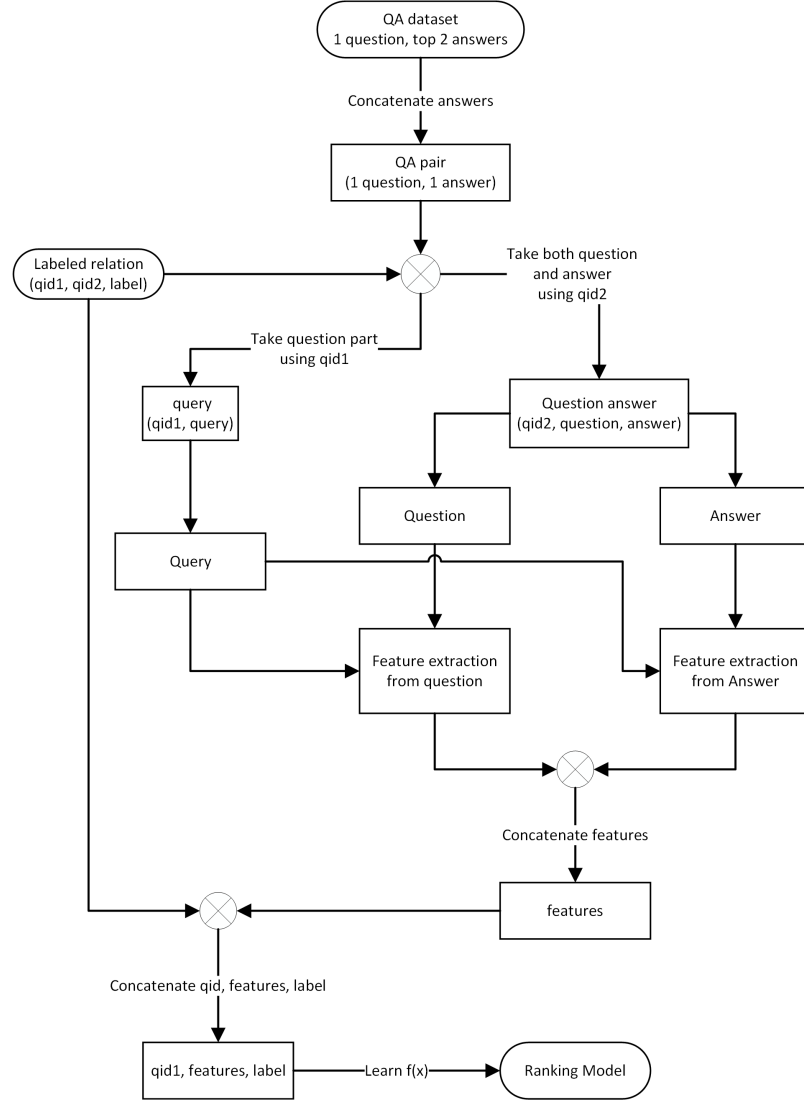 QA dataset
1 question, top 2 answers
Concatenate answers
QA pair
(1 question, 1 answer)
Labeled relation
(qid1, qid2, label)
Take both question
and answer
using qid2
Take question part
using qid1
query
(qid1, query)
Question answer
(qid2, question, answer)
Question
Answer
Query
Feature extraction
from question
Feature extraction
from Answer
Concatenate features
features
Concatenate qid, features, label
qid1, features, label
Learn f(x)
Ranking Model